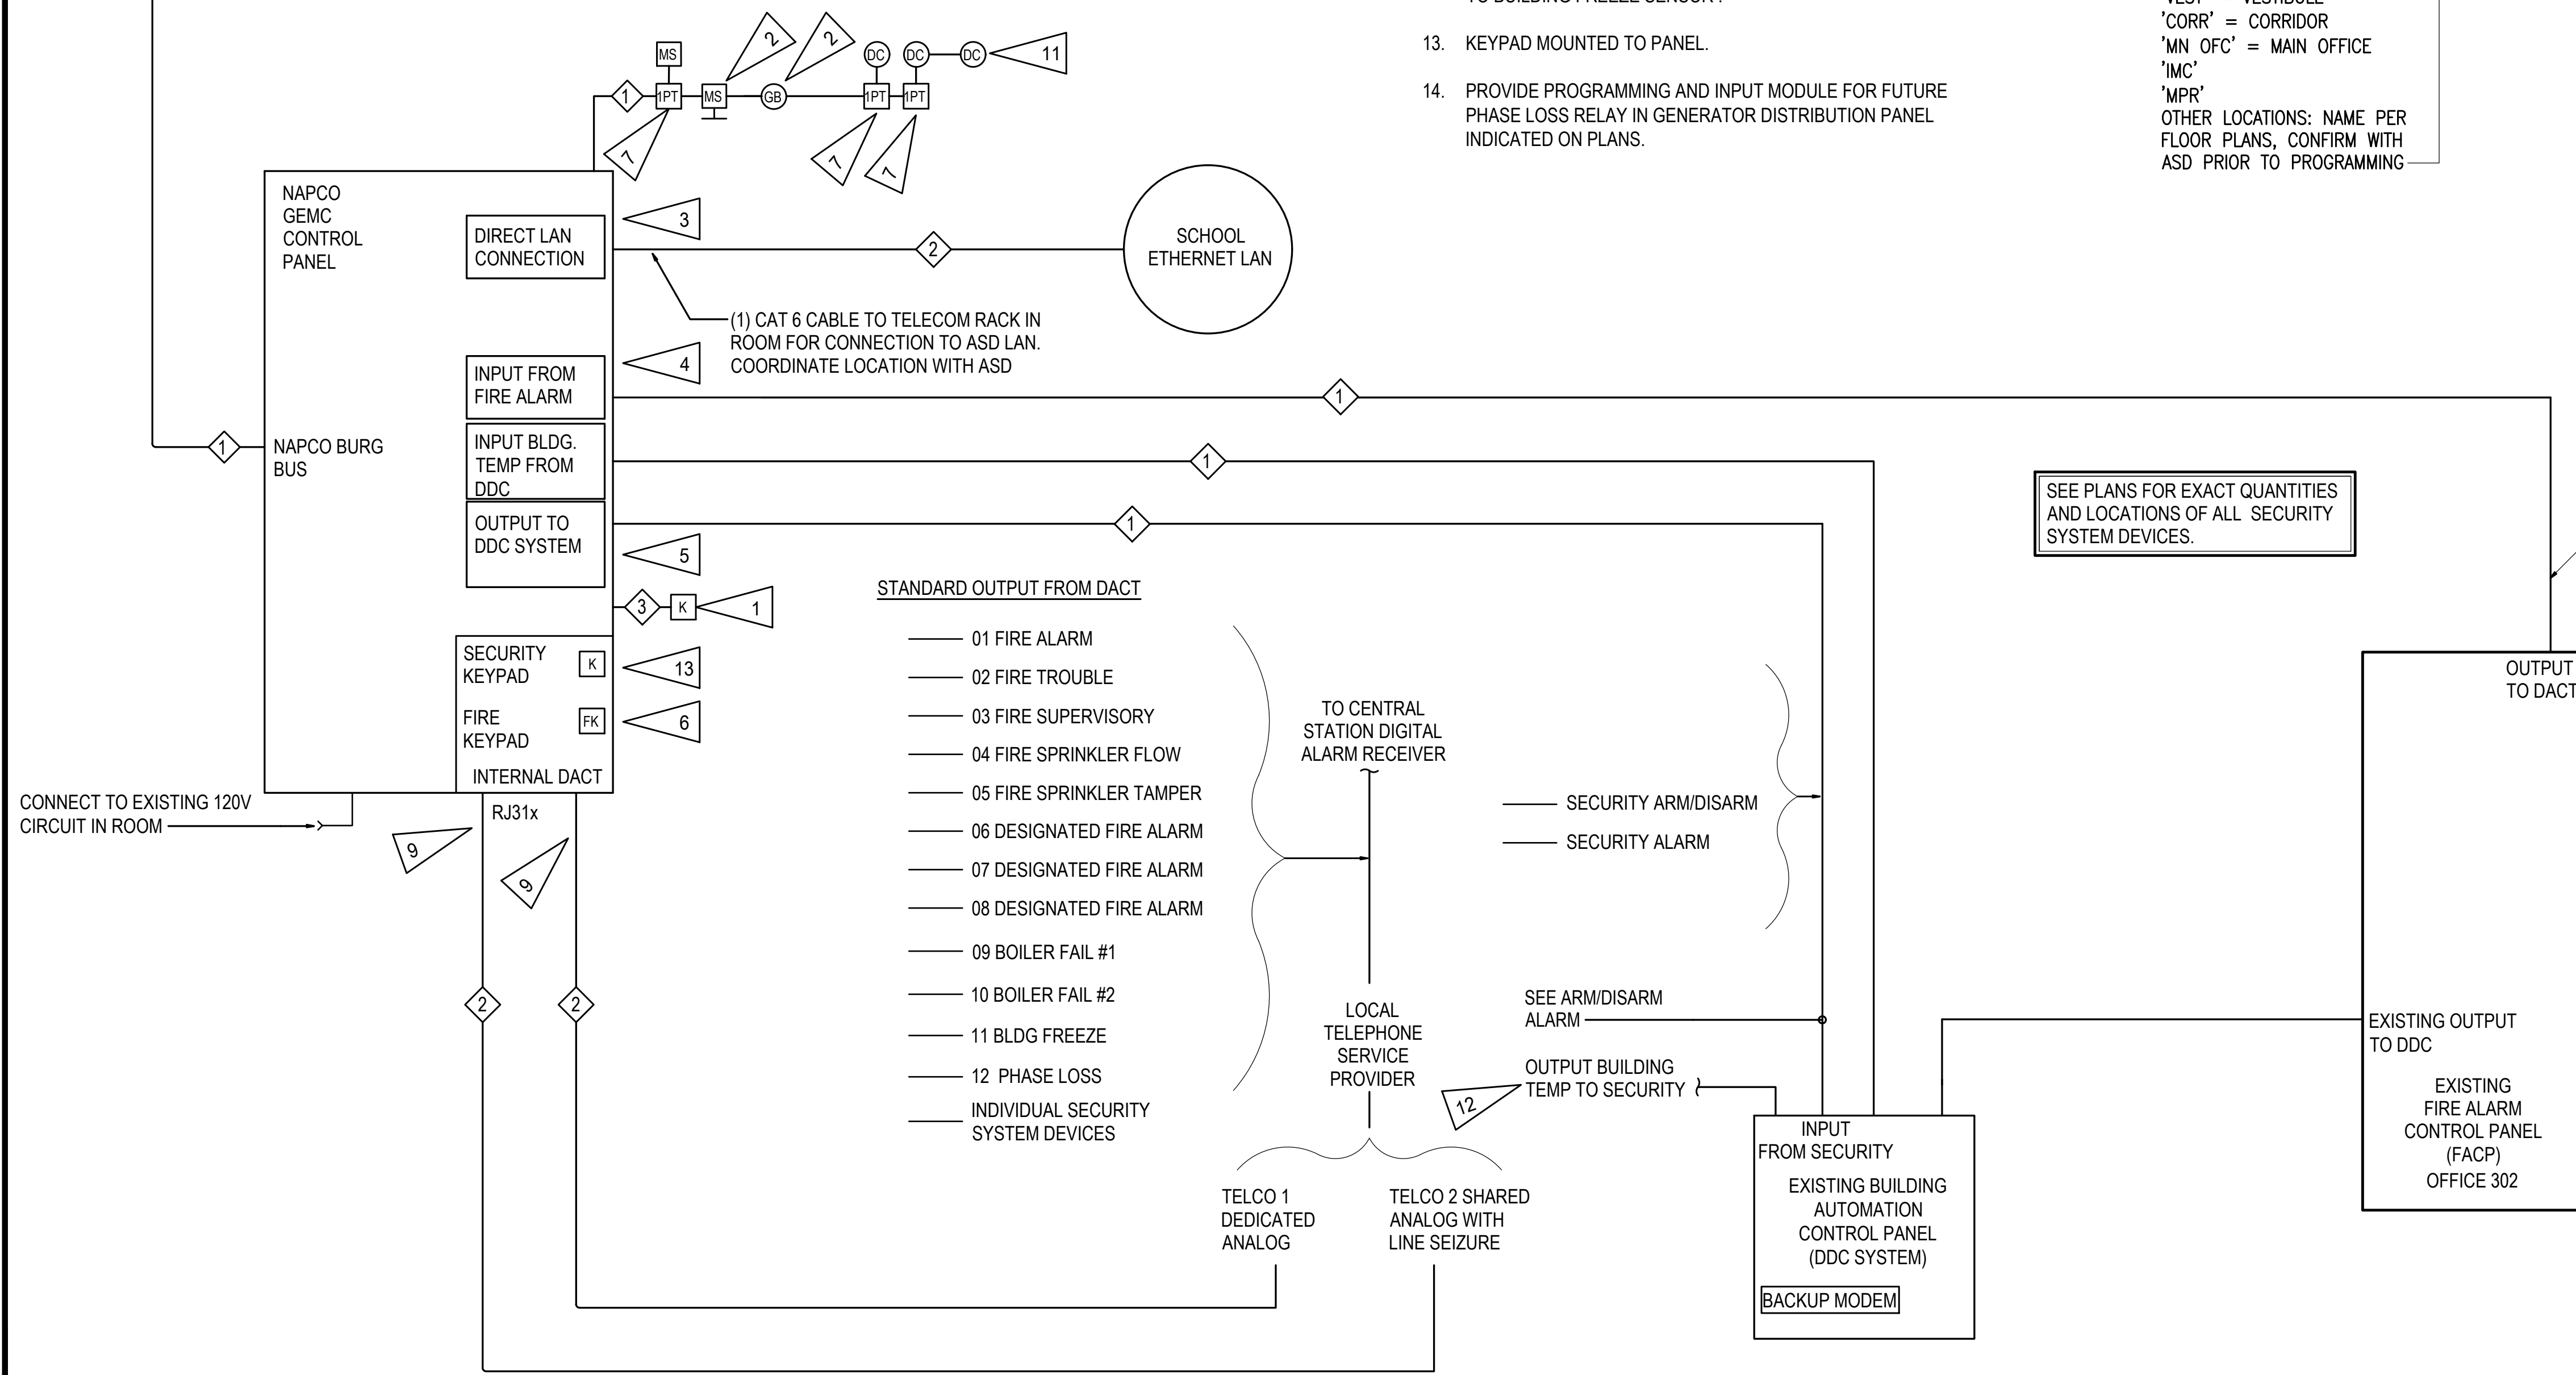 'CORR' = CORRIDOR
'MN OFC' = MAIN OFFICE
'IMC'
'MPR'
OTHER LOCATIONS: NAME PER
FLOOR PLANS, CONFIRM WITH
ASD PRIOR TO PROGRAMMING
13. KEYPAD MOUNTED TO PANEL.
14. PROVIDE PROGRAMMING AND INPUT MODULE FOR FUTURE
PHASE LOSS RELAY IN GENERATOR DISTRIBUTION PANEL
INDICATED ON PLANS.
2
2
MS
DC
DC
DC
11
1
1PT
MS
GB
1PT
1PT
7
7
7
NAPCO
GEMC
CONTROL
PANEL
DIRECT LAN
CONNECTION
3
2
SCHOOL
ETHERNET LAN
(1) CAT 6 CABLE TO TELECOM RACK IN
ROOM FOR CONNECTION TO ASD LAN.
COORDINATE LOCATION WITH ASD
INPUT FROM
FIRE ALARM
4
1
1
NAPCO BURG
BUS
INPUT BLDG.
TEMP FROM
DDC
1
OUTPUT TO
DDC SYSTEM
1
5
SEE PLANS FOR EXACT QUANTITIES
AND LOCATIONS OF ALL SECURITY
SYSTEM DEVICES.
3
K
1
SECURITY
KEYPAD
K
13
FIRE
KEYPAD
FK
6
INTERNAL DACT
RJ31x
CONNECT TO EXISTING 120V
CIRCUIT IN ROOM
9
9
2
2
STANDARD OUTPUT FROM DACT
01 FIRE ALARM
02 FIRE TROUBLE
03 FIRE SUPERVISORY
04 FIRE SPRINKLER FLOW
05 FIRE SPRINKLER TAMPER
06 DESIGNATED FIRE ALARM
07 DESIGNATED FIRE ALARM
08 DESIGNATED FIRE ALARM
09 BOILER FAIL #1
10 BOILER FAIL #2
11 BLDG FREEZE
12 PHASE LOSS
INDIVIDUAL SECURITY
SYSTEM DEVICES
TO CENTRAL
STATION DIGITAL
ALARM RECEIVER
LOCAL
TELEPHONE
SERVICE
PROVIDER
TELCO 1
DEDICATED
ANALOG
TELCO 2 SHARED
ANALOG WITH
LINE SEIZURE
SECURITY ARM/DISARM
SECURITY ALARM
SEE ARM/DISARM
ALARM
12
OUTPUT BUILDING
TEMP TO SECURITY
INPUT
FROM SECURITY
EXISTING BUILDING
AUTOMATION
CONTROL PANEL
(DDC SYSTEM)
BACKUP MODEM
OUTPUT
TO DACT
EXISTING OUTPUT
TO DDC
EXISTING
FIRE ALARM
CONTROL PANEL
(FACP)
OFFICE 302